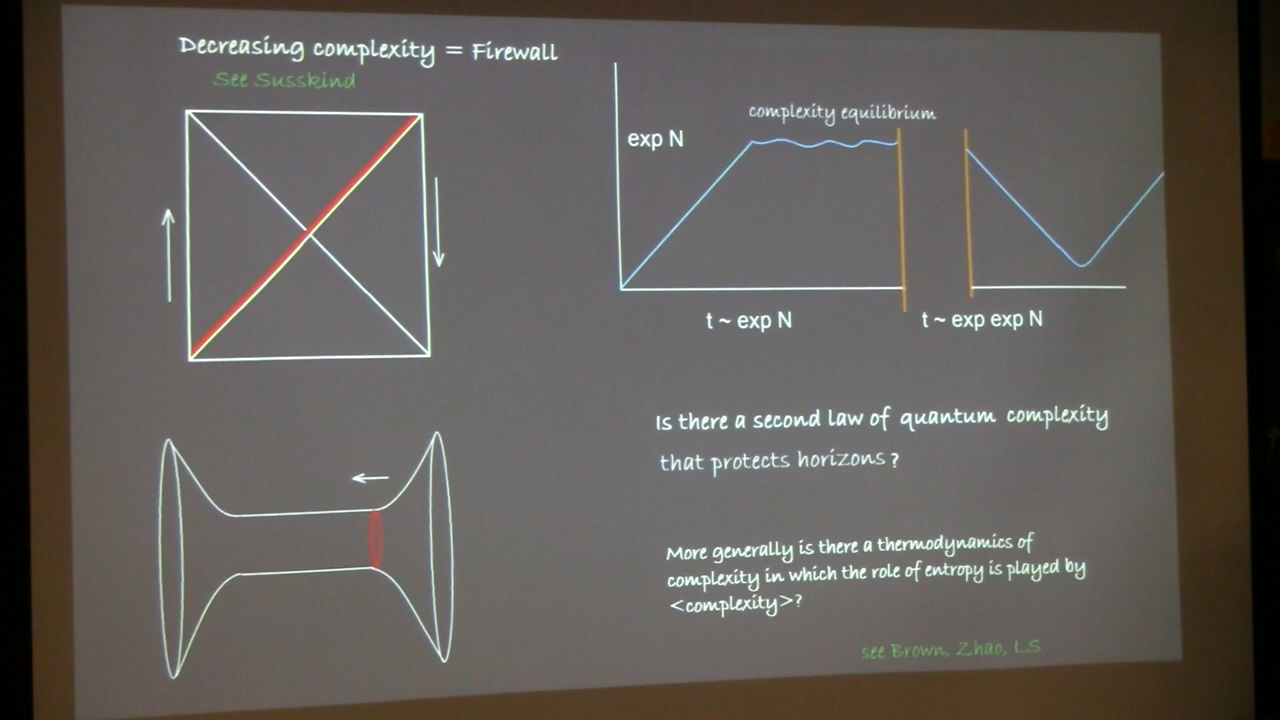 Decreasing complexity = Firewall
See Susskind
complexity equilibrium
exp N
t ~ exp N
t ~ exp exp N
Is there a second law of quantum complexity
that protects horizons?
More generally is there a thermodynamics of
complexity in which the role of entropy is played by
<complexity>?
see Brown, Zhao, LS